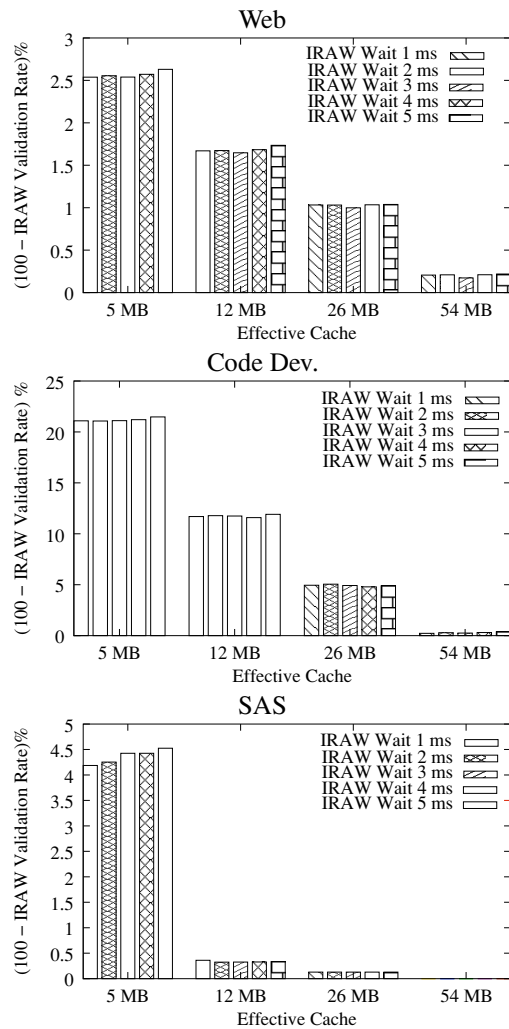 Web
(100 − IRAW Validation Rate)%
3
2.5
2
1.5
1
0.5
0
IRAW Wait 1 ms
IRAW Wait 2 ms
IRAW Wait 3 ms
IRAW Wait 4 ms
IRAW Wait 5 ms
5 MB 12 MB 26 MB 54 MB
Effective Cache
Code Dev.
(100 − IRAW Validation Rate) %
25
20
15
10
5
0
IRAW Wait 1 ms
IRAW Wait 2 ms
IRAW Wait 3 ms
IRAW Wait 4 ms
IRAW Wait 5 ms
5 MB 12 MB 26 MB 54 MB
Effective Cache
SAS
(100 − IRAW Validation Rate)%
5
4.5
4
3.5
3
2.5
2
1.5
1
0.5
0
IRAW Wait 1 ms
IRAW Wait 2 ms
IRAW Wait 3 ms
IRAW Wait 4 ms
IRAW Wait 5 ms
5 MB 12 MB 26 MB 54 MB
Effective Cache